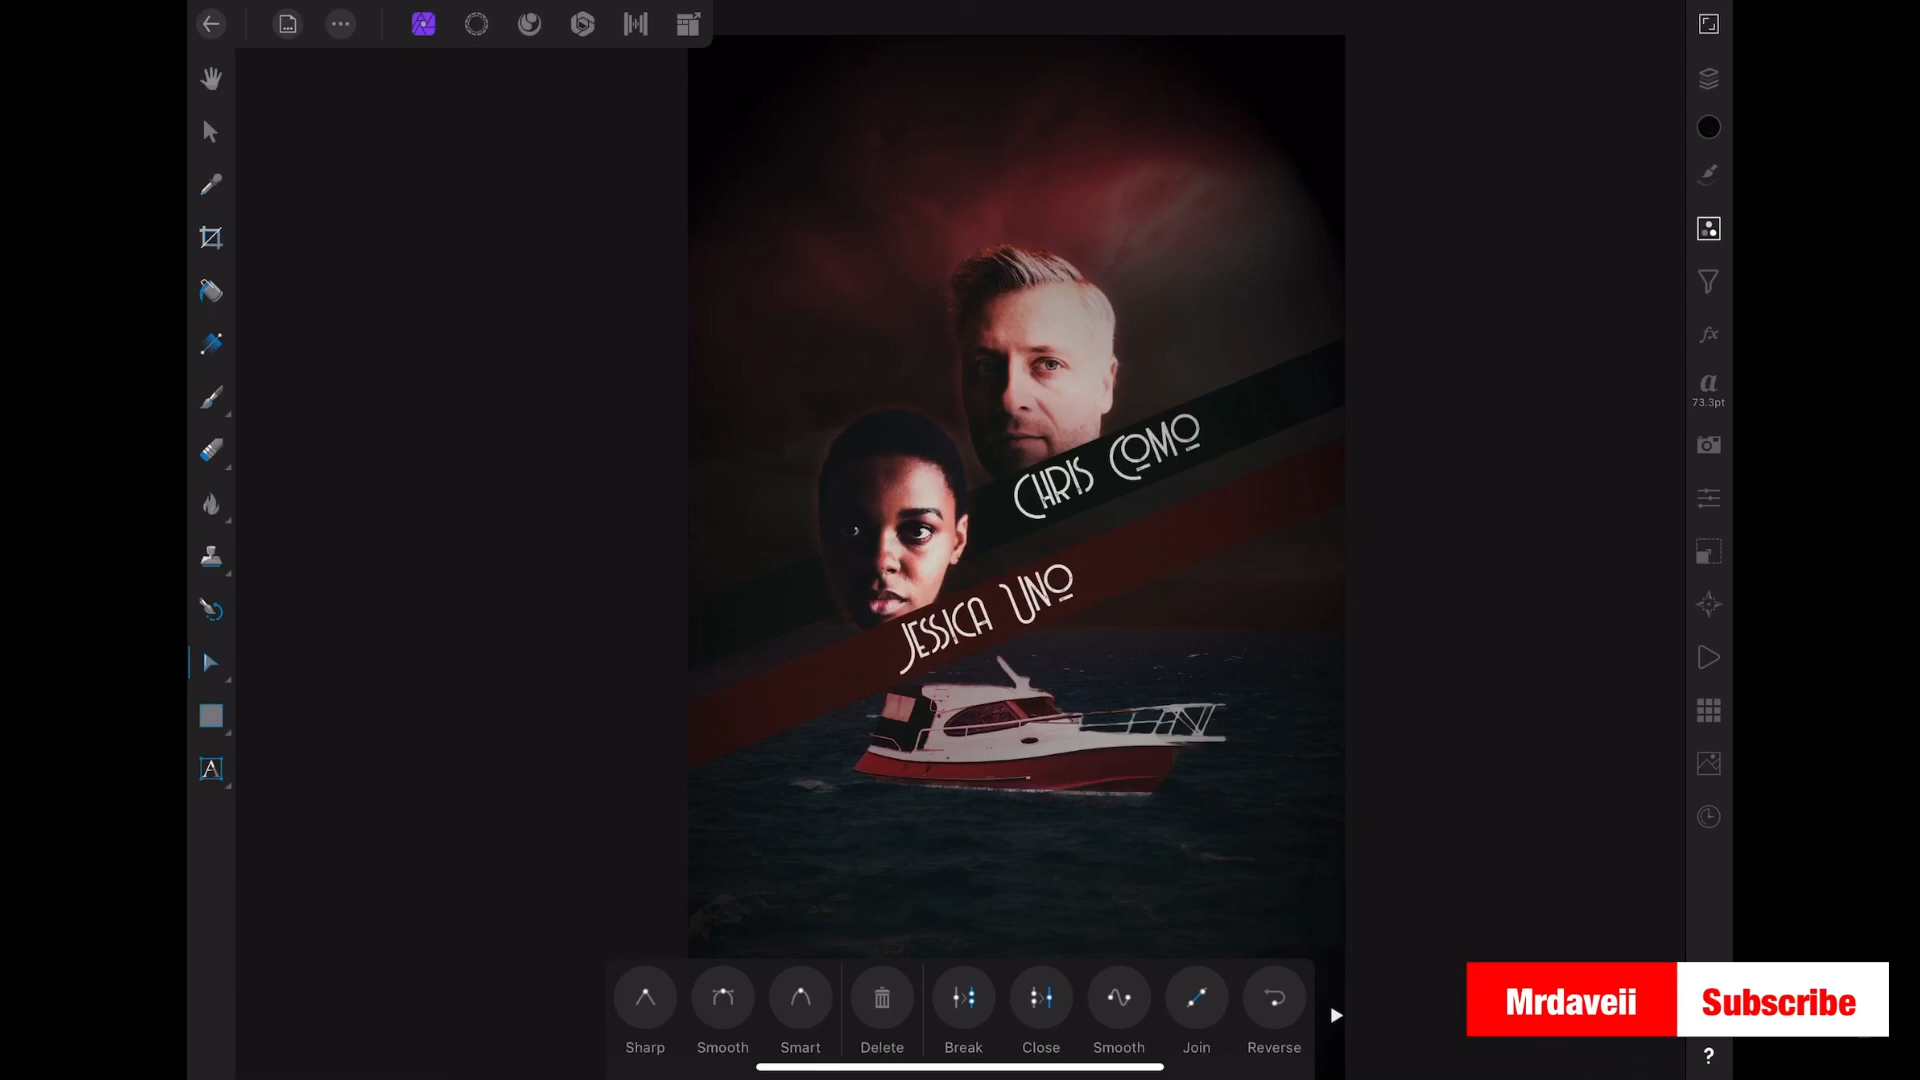 a
73.3pt
CHRIS COMO
JESSICA UNO
A
Sharp
Smooth
Smart
Delete
Break
Close
Smooth
Join
Reverse
Mrdaveii
Subscribe
?